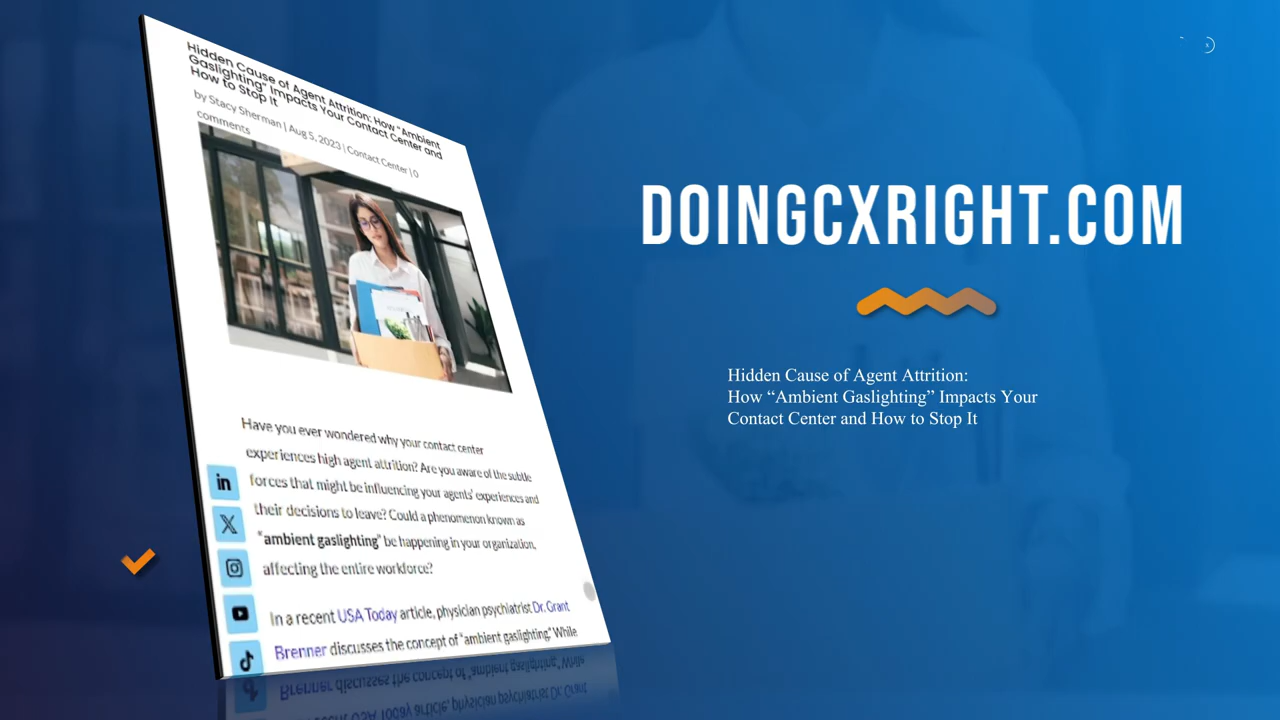 Hidden Cause of Agent Attrition: How “Ambient
Gaslighting” Impacts Your Contact Center and
How to Stop It
by Stacy Sherman | Aug 5, 2023 | Contact Center | 0
comments
Have you ever wondered why your contact center
experiences high agent attrition? Are you aware of the subtle
forces that might be influencing your agents’ experiences and
their decisions to leave? Could a phenomenon known as
“ambient gaslighting” be happening in your organization,
affecting the entire workforce?
In a recent USA Today article, physician psychiatrist Dr. Grant
Brenner discusses the concept of “ambient gaslighting.” While
DOINGCXRIGHT.COM
Hidden Cause of Agent Attrition:
How “Ambient Gaslighting” Impacts Your
Contact Center and How to Stop It